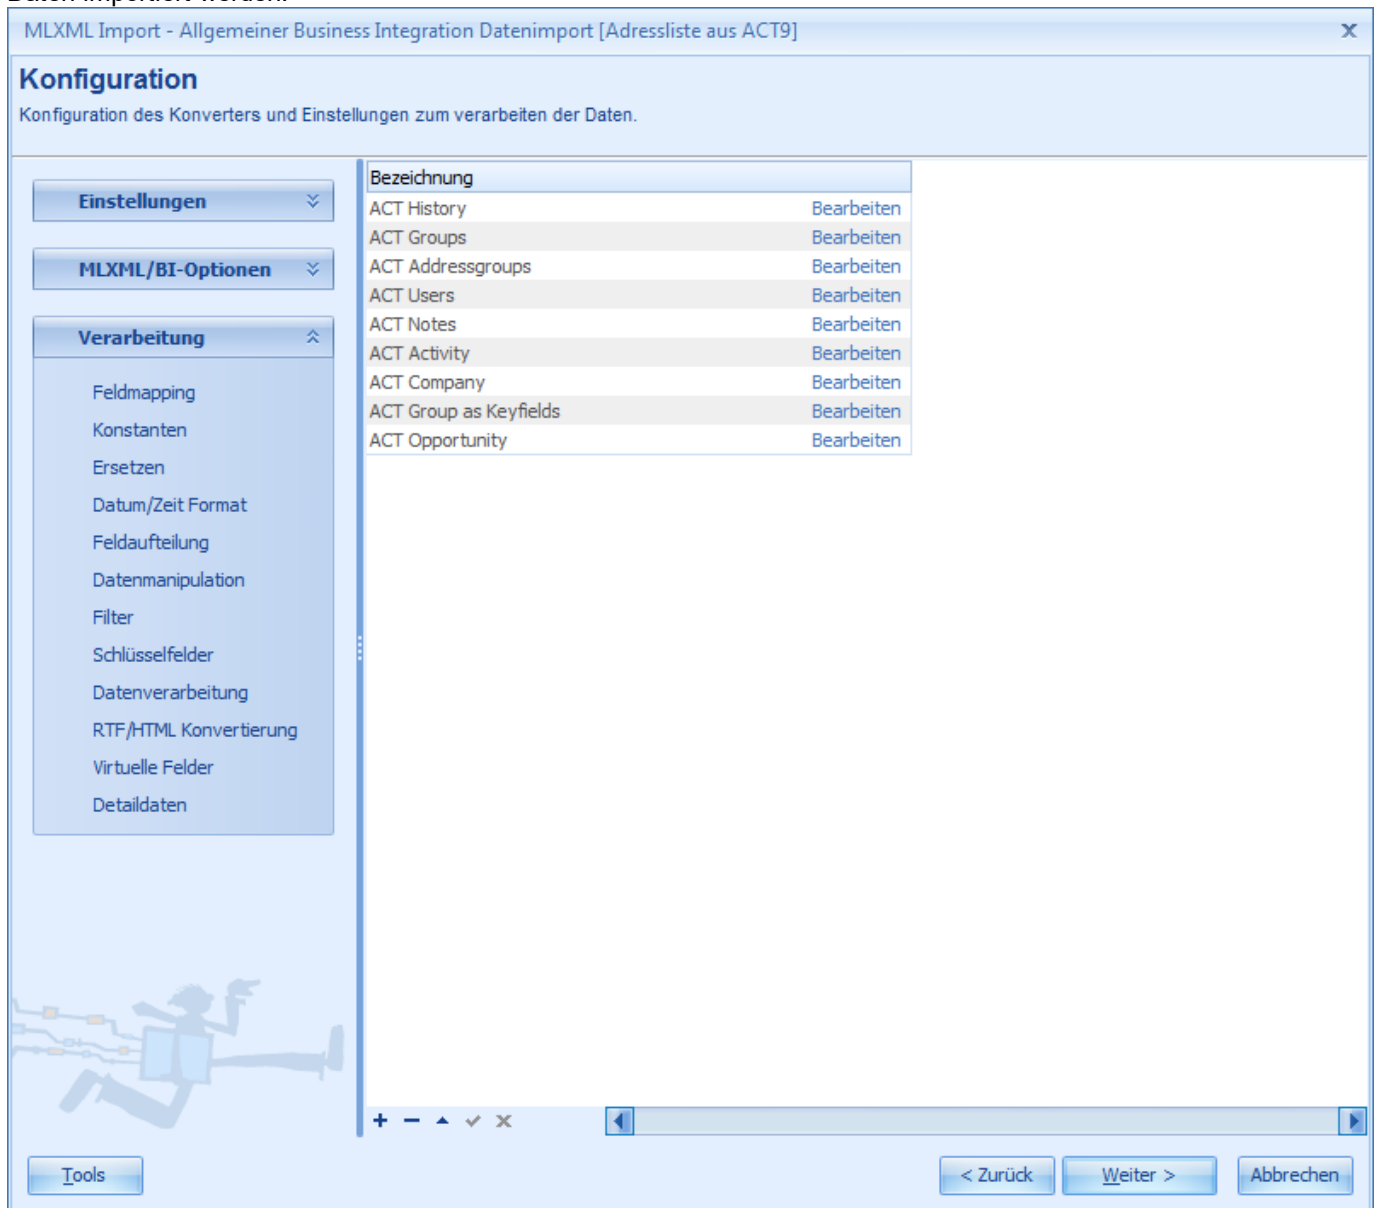 Daten importiert werden.
MLXML Import - Allgemeiner Business Integration Datenimport [Adressliste aus ACT9]
Konfiguration
Konfiguration des Konverters und Einstellungen zum verarbeiten der Daten.
Einstellungen
MLXML/BI-Optionen
Verarbeitung
Feldmapping
Konstanten
Ersetzen
Datum/Zeit Format
Feldaufteilung
Datenmanipulation
Filter
Schlüsselfelder
Datenverarbeitung
RTF/HTML Konvertierung
Virtuelle Felder
Detaildaten
Bezeichnung
ACT History Bearbeiten
ACT Groups Bearbeiten
ACT Addressgroups Bearbeiten
ACT Users Bearbeiten
ACT Notes Bearbeiten
ACT Activity Bearbeiten
ACT Company Bearbeiten
ACT Group as Keyfields Bearbeiten
ACT Opportunity Bearbeiten
Tools
< Zurück Weiter > Abbrechen